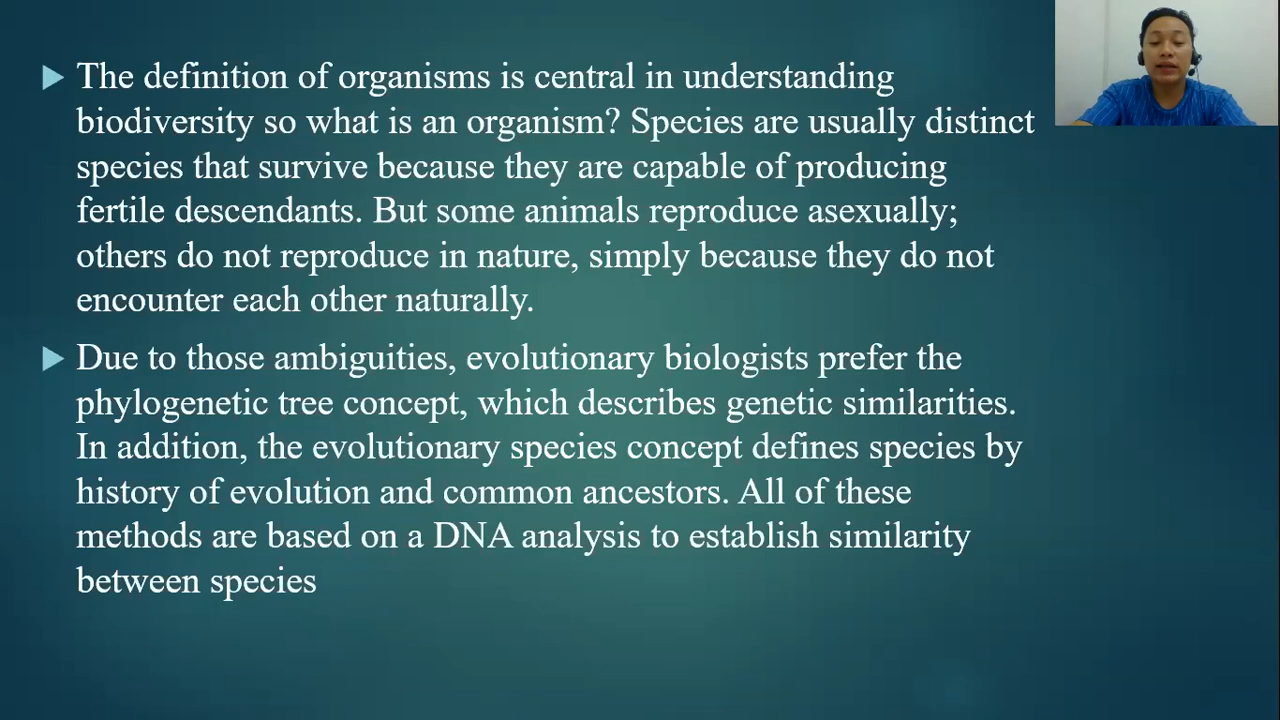 The definition of organisms is central in understanding
biodiversity so what is an organism? Species are usually distinct
species that survive because they are capable of producing
fertile descendants. But some animals reproduce asexually;
others do not reproduce in nature, simply because they do not
encounter each other naturally.
Due to those ambiguities, evolutionary biologists prefer the
phylogenetic tree concept, which describes genetic similarities.
In addition, the evolutionary species concept defines species by
history of evolution and common ancestors. All of these
methods are based on a DNA analysis to establish similarity
between species